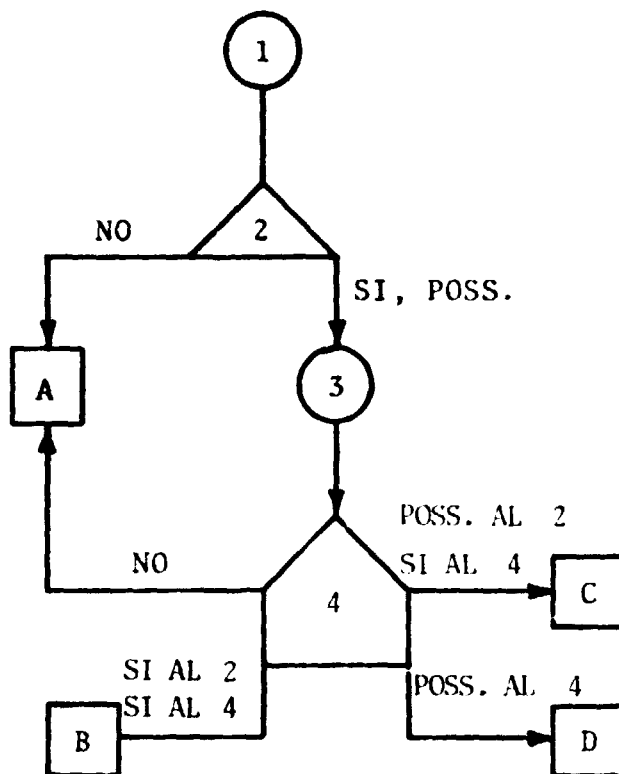 1
2
NO
SI, POSS.
A
3
POSS. AL 2
NO
SI AL 4
C
4
SI AL 2
POSS. AL 4
SI AL 4
B
D